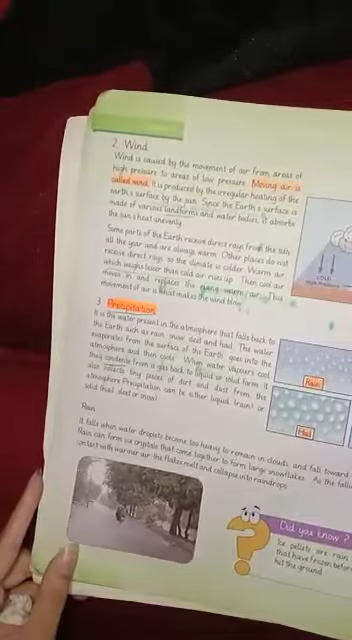 2. Wind
Wind is caused by the movement of air from areas of
high pressure to areas of low pressure. Moving air is
called wind. It is produced by the irregular heating of the
earth's surface by the sun. Since the Earth's surface is
made of various landforms and water bodies, it absorbs
the sun's heat unevenly.
Some parts of the Earth receive direct rays from the sun
all the year and are always warm. Other places do not
receive direct rays, so the climate is colder. Warm air
which weighs lesser than cold air rises up. Then cool air
moves in and replaces the rising warm air. This
movement of air is what makes the wind blow.
COLD
High Pressure
3. Precipitation
It is the water present in the atmosphere that falls back to
the Earth such as rain, snow, sleet and hail. The water
evaporates from the surface of the Earth, goes into the
atmosphere and then cools. When water vapours cool
they condense from a gas back to liquid or solid form. It
also collects tiny pieces of dirt and dust from the
atmosphere. Precipitation can be either liquid (rain) or
solid (hail, sleet or snow).
Rain
Hail
Rain
It falls when water droplets become too heavy to remain in clouds, and fall toward
Rain can form ice crystals that come together to form large snowflakes. As the falling
contact with warmer air, the flakes melt and collapse into raindrops.
Did you know?
Ice pellets are rain
that have frozen before
hit the ground